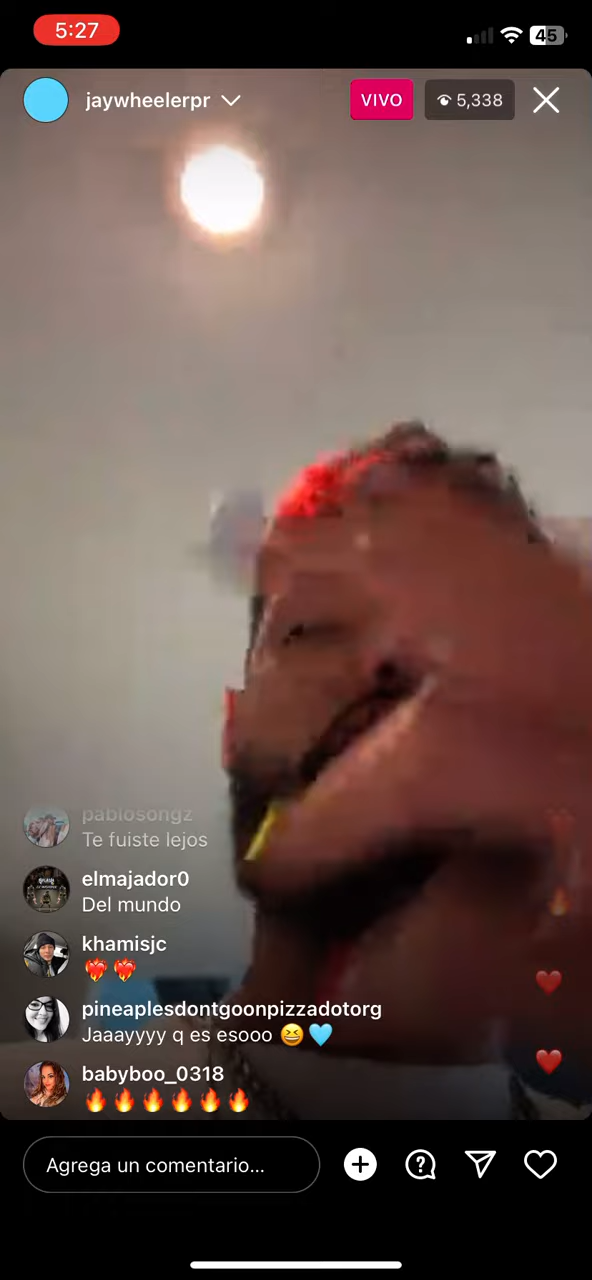 5:27
45
jaywheelerpr
VIVO
5,338
pablosongz
Te fuiste lejos
elmajador0
Del mundo
khamisjc
❤️‍🔥❤️‍🔥
pineaplesdontgoonpizzadotorg
Jaaayyyy q es esooo 😆🩵
babyboo_0318
🔥🔥🔥🔥🔥🔥
Agrega un comentario...